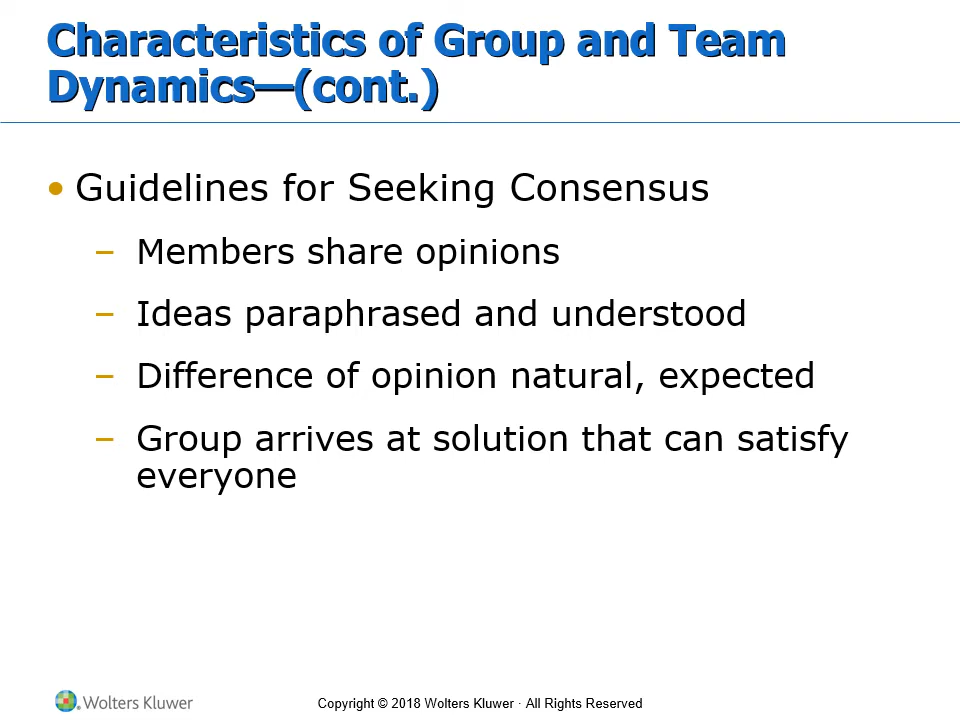 Characteristics of Group and Team
Dynamics—(cont.)
• Guidelines for Seeking Consensus
– Members share opinions
– Ideas paraphrased and understood
– Difference of opinion natural, expected
– Group arrives at solution that can satisfy
everyone
Wolters Kluwer
Copyright © 2018 Wolters Kluwer · All Rights Reserved